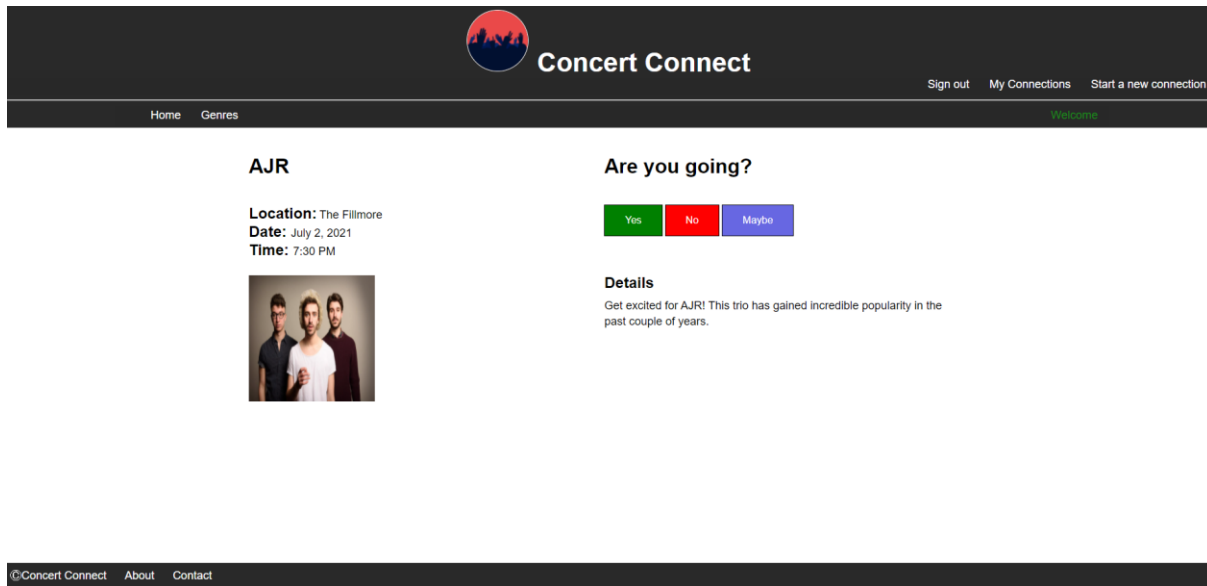 Concert Connect
Sign out My Connections Start a new connection
Home Genres Welcome
AJR
Location: The Fillmore
Date: July 2, 2021
Time: 7:30 PM
Are you going?
Yes No Maybe
Details
Get excited for AJR! This trio has gained incredible popularity in the
past couple of years.
©Concert Connect About Contact